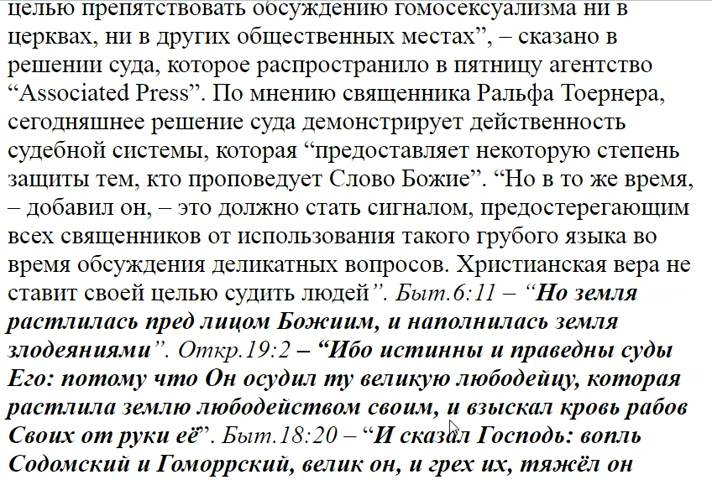 целью препятствовать обсуждению гомосексуализма ни в
церквах, ни в других общественных местах”, – сказано в
решении суда, которое распространило в пятницу агентство
“Associated Press”. По мнению священника Ральфа Тоернера,
сегодняшнее решение суда демонстрирует действенность
судебной системы, которая “предоставляет некоторую степень
защиты тем, кто проповедует Слово Божие”. “Но в то же время,
– добавил он, – это должно стать сигналом, предостерегающим
всех священников от использования такого грубого языка во
время обсуждения деликатных вопросов. Христианская вера не
ставит своей целью судить людей”. Быт.6:11 – “Но земля
растлилась пред лицом Божиим, и наполнилась земля
злодеяниями”. Откр.19:2 – “Ибо истинны и праведны суды
Его: потому что Он осудил ту великую любодейцу, которая
растлила землю любодейством своим, и взыскал кровь рабов
Своих от руки её”. Быт.18:20 – “И сказал Господь: вопль
Содомский и Гоморрский, велик он, и грех их, тяжёл он